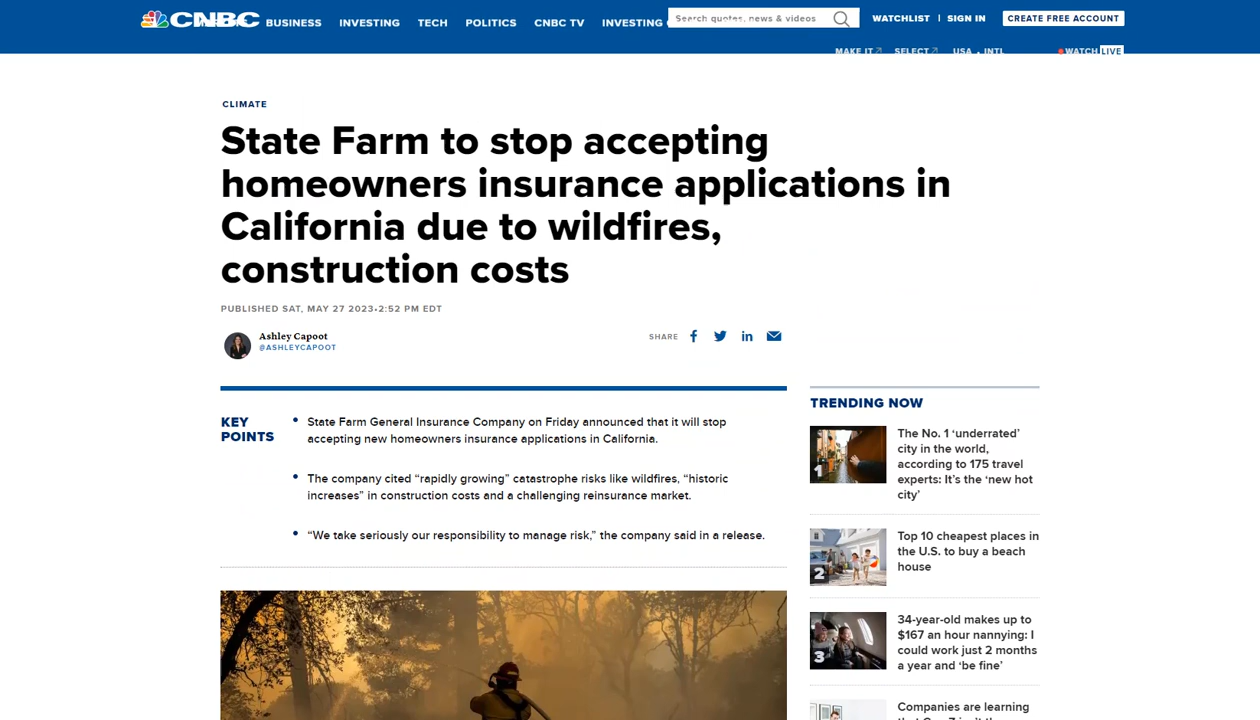 CNBC
BUSINESS INVESTING TECH POLITICS CNBC TV INVESTING
Search quotes, news & videos
WATCHLIST | SIGN IN CREATE FREE ACCOUNT
MAKE IT SELECT USA • INTL WATCH LIVE
CLIMATE
State Farm to stop accepting
homeowners insurance applications in
California due to wildfires,
construction costs
PUBLISHED SAT, MAY 27 2023•2:52 PM EDT
Ashley Capoot
@ASHLEYCAPOOT
SHARE
KEY
POINTS
• State Farm General Insurance Company on Friday announced that it will stop
accepting new homeowners insurance applications in California.
• The company cited “rapidly growing” catastrophe risks like wildfires, “historic
increases” in construction costs and a challenging reinsurance market.
• “We take seriously our responsibility to manage risk,” the company said in a release.
TRENDING NOW
1
The No. 1 ‘underrated’
city in the world,
according to 175 travel
experts: It’s the ‘new hot
city’
2
Top 10 cheapest places in
the U.S. to buy a beach
house
3
34-year-old makes up to
$167 an hour nannying: I
could work just 2 months
a year and ‘be fine’
Companies are learning